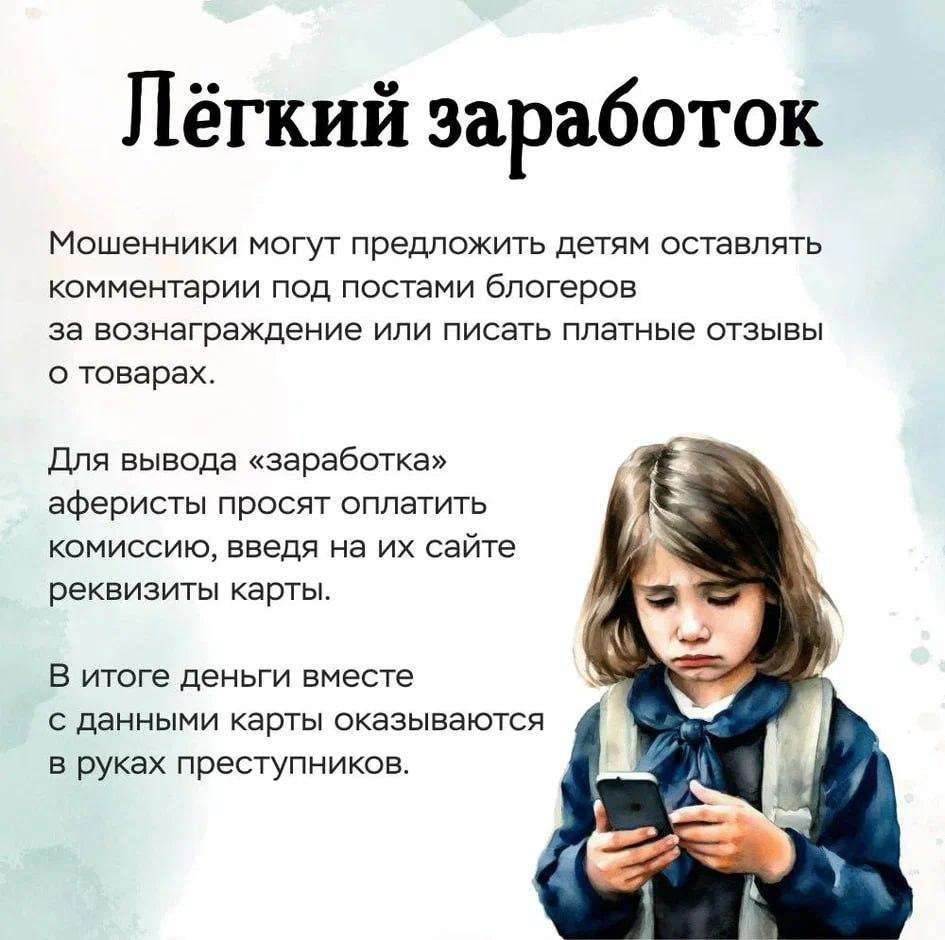 Лёгкий заработок
Мошенники могут предложить детям оставлять
комментарии под постами блогеров
за вознаграждение или писать платные отзывы
о товарах.
Для вывода «заработка»
аферисты просят оплатить
комиссию, введя на их сайте
реквизиты карты.
В итоге деньги вместе
с данными карты оказываются
в руках преступников.